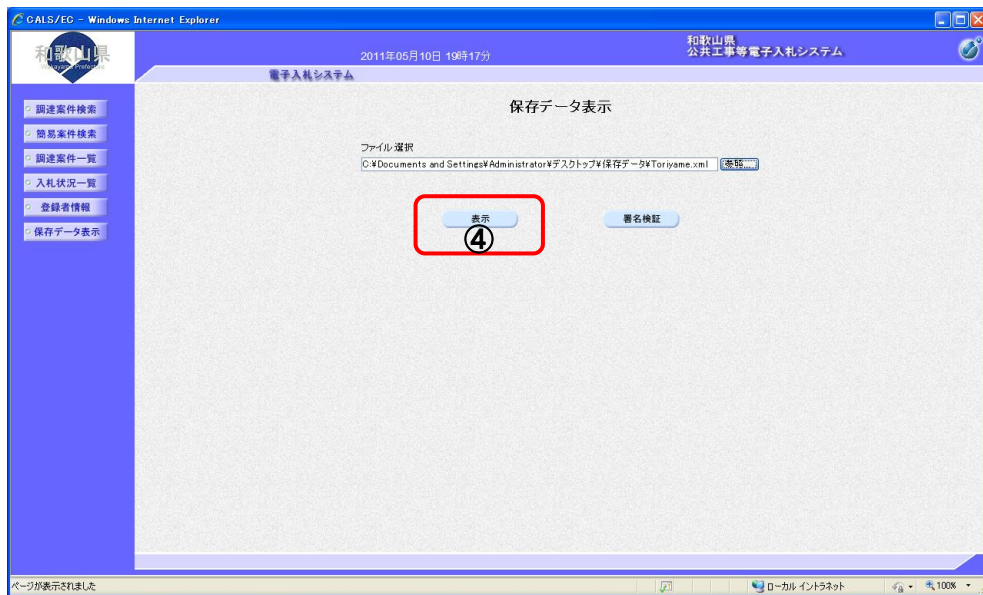 CALS/EC - Windows Internet Explorer
和歌山県
Wakayama Prefecture
2011年05月10日 19時17分
和歌山県
公共工事等電子入札システム
電子入札システム
調達案件検索
簡易案件検索
調達案件一覧
入札状況一覧
登録者情報
保存データ表示
保存データ表示
ファイル選択
C:¥Documents and Settings¥Administrator¥デスクトップ¥保存データ¥Toriyame.xml
参照...
表示
署名検証
④
ページが表示されました
ローカル イントラネット
100%